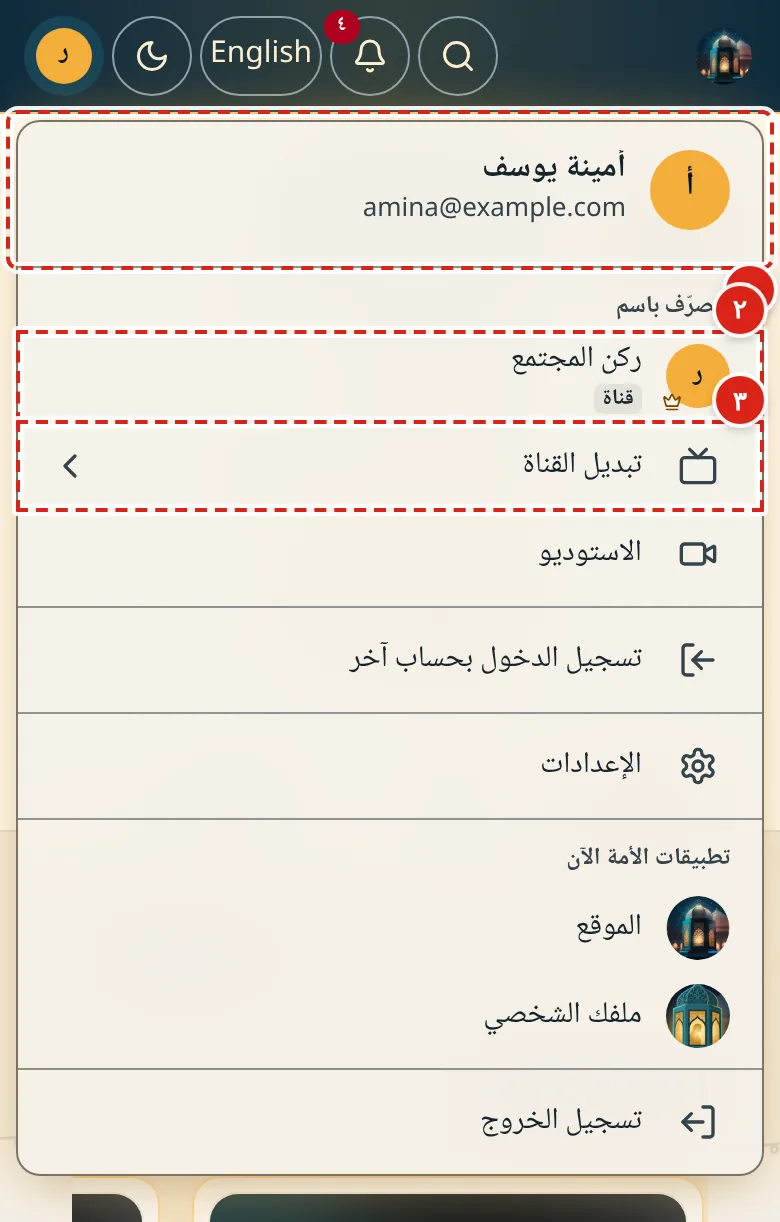 ر
English
٤
أمينة يوسف
أ
amina@example.com
صرّف باسم
٢
ركن المجتمع
ر
قناة
٣
تبديل القناة
الاستوديو
تسجيل الدخول بحساب آخر
الإعدادات
تطبيقات الأمة الآن
الموقع
ملفك الشخصي
تسجيل الخروج